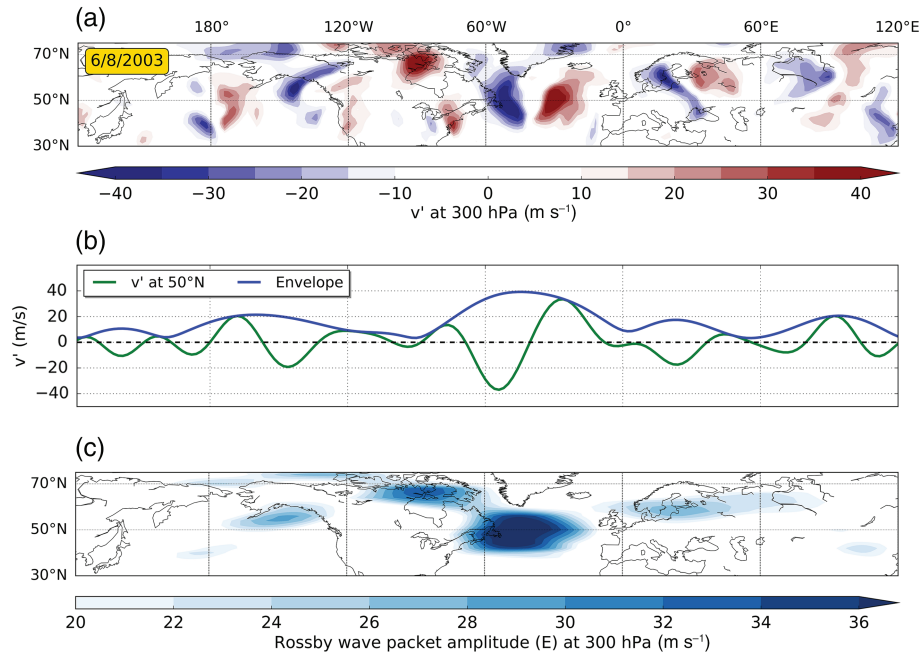 (a)
180° 120°W 60°W 0° 60°E 120°E
70°N
6/8/2003
50°N
30°N
−40 −30 −20 −10 0 10 20 30 40
v' at 300 hPa (m s⁻¹)
(b)
v' at 50°N Envelope
40
20
0
−20
−40
v' (m/s)
(c)
70°N
50°N
30°N
20 22 24 26 28 30 32 34 36
Rossby wave packet amplitude (E) at 300 hPa (m s⁻¹)